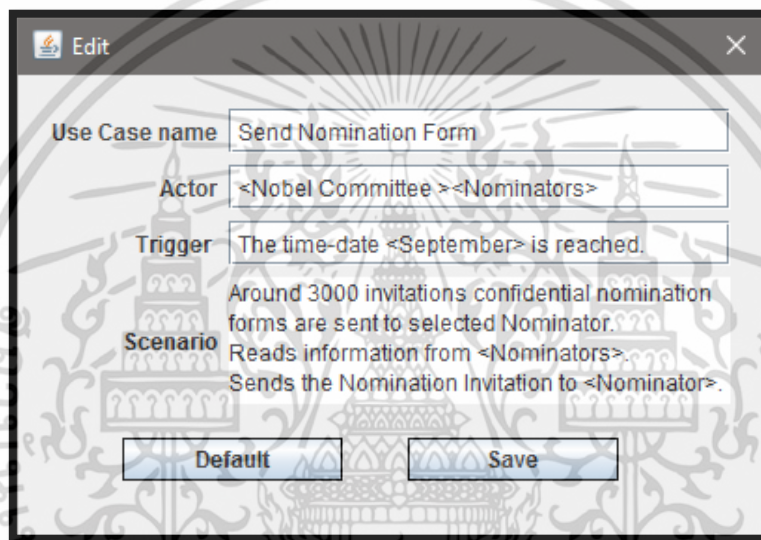 Edit
Use Case name Send Nomination Form
Actor <Nobel Committee ><Nominators>
Trigger The time-date <September> is reached.
Scenario Around 3000 invitations confidential nomination
forms are sent to selected Nominator.
Reads information from <Nominators>.
Sends the Nomination Invitation to <Nominator>.
Default Save